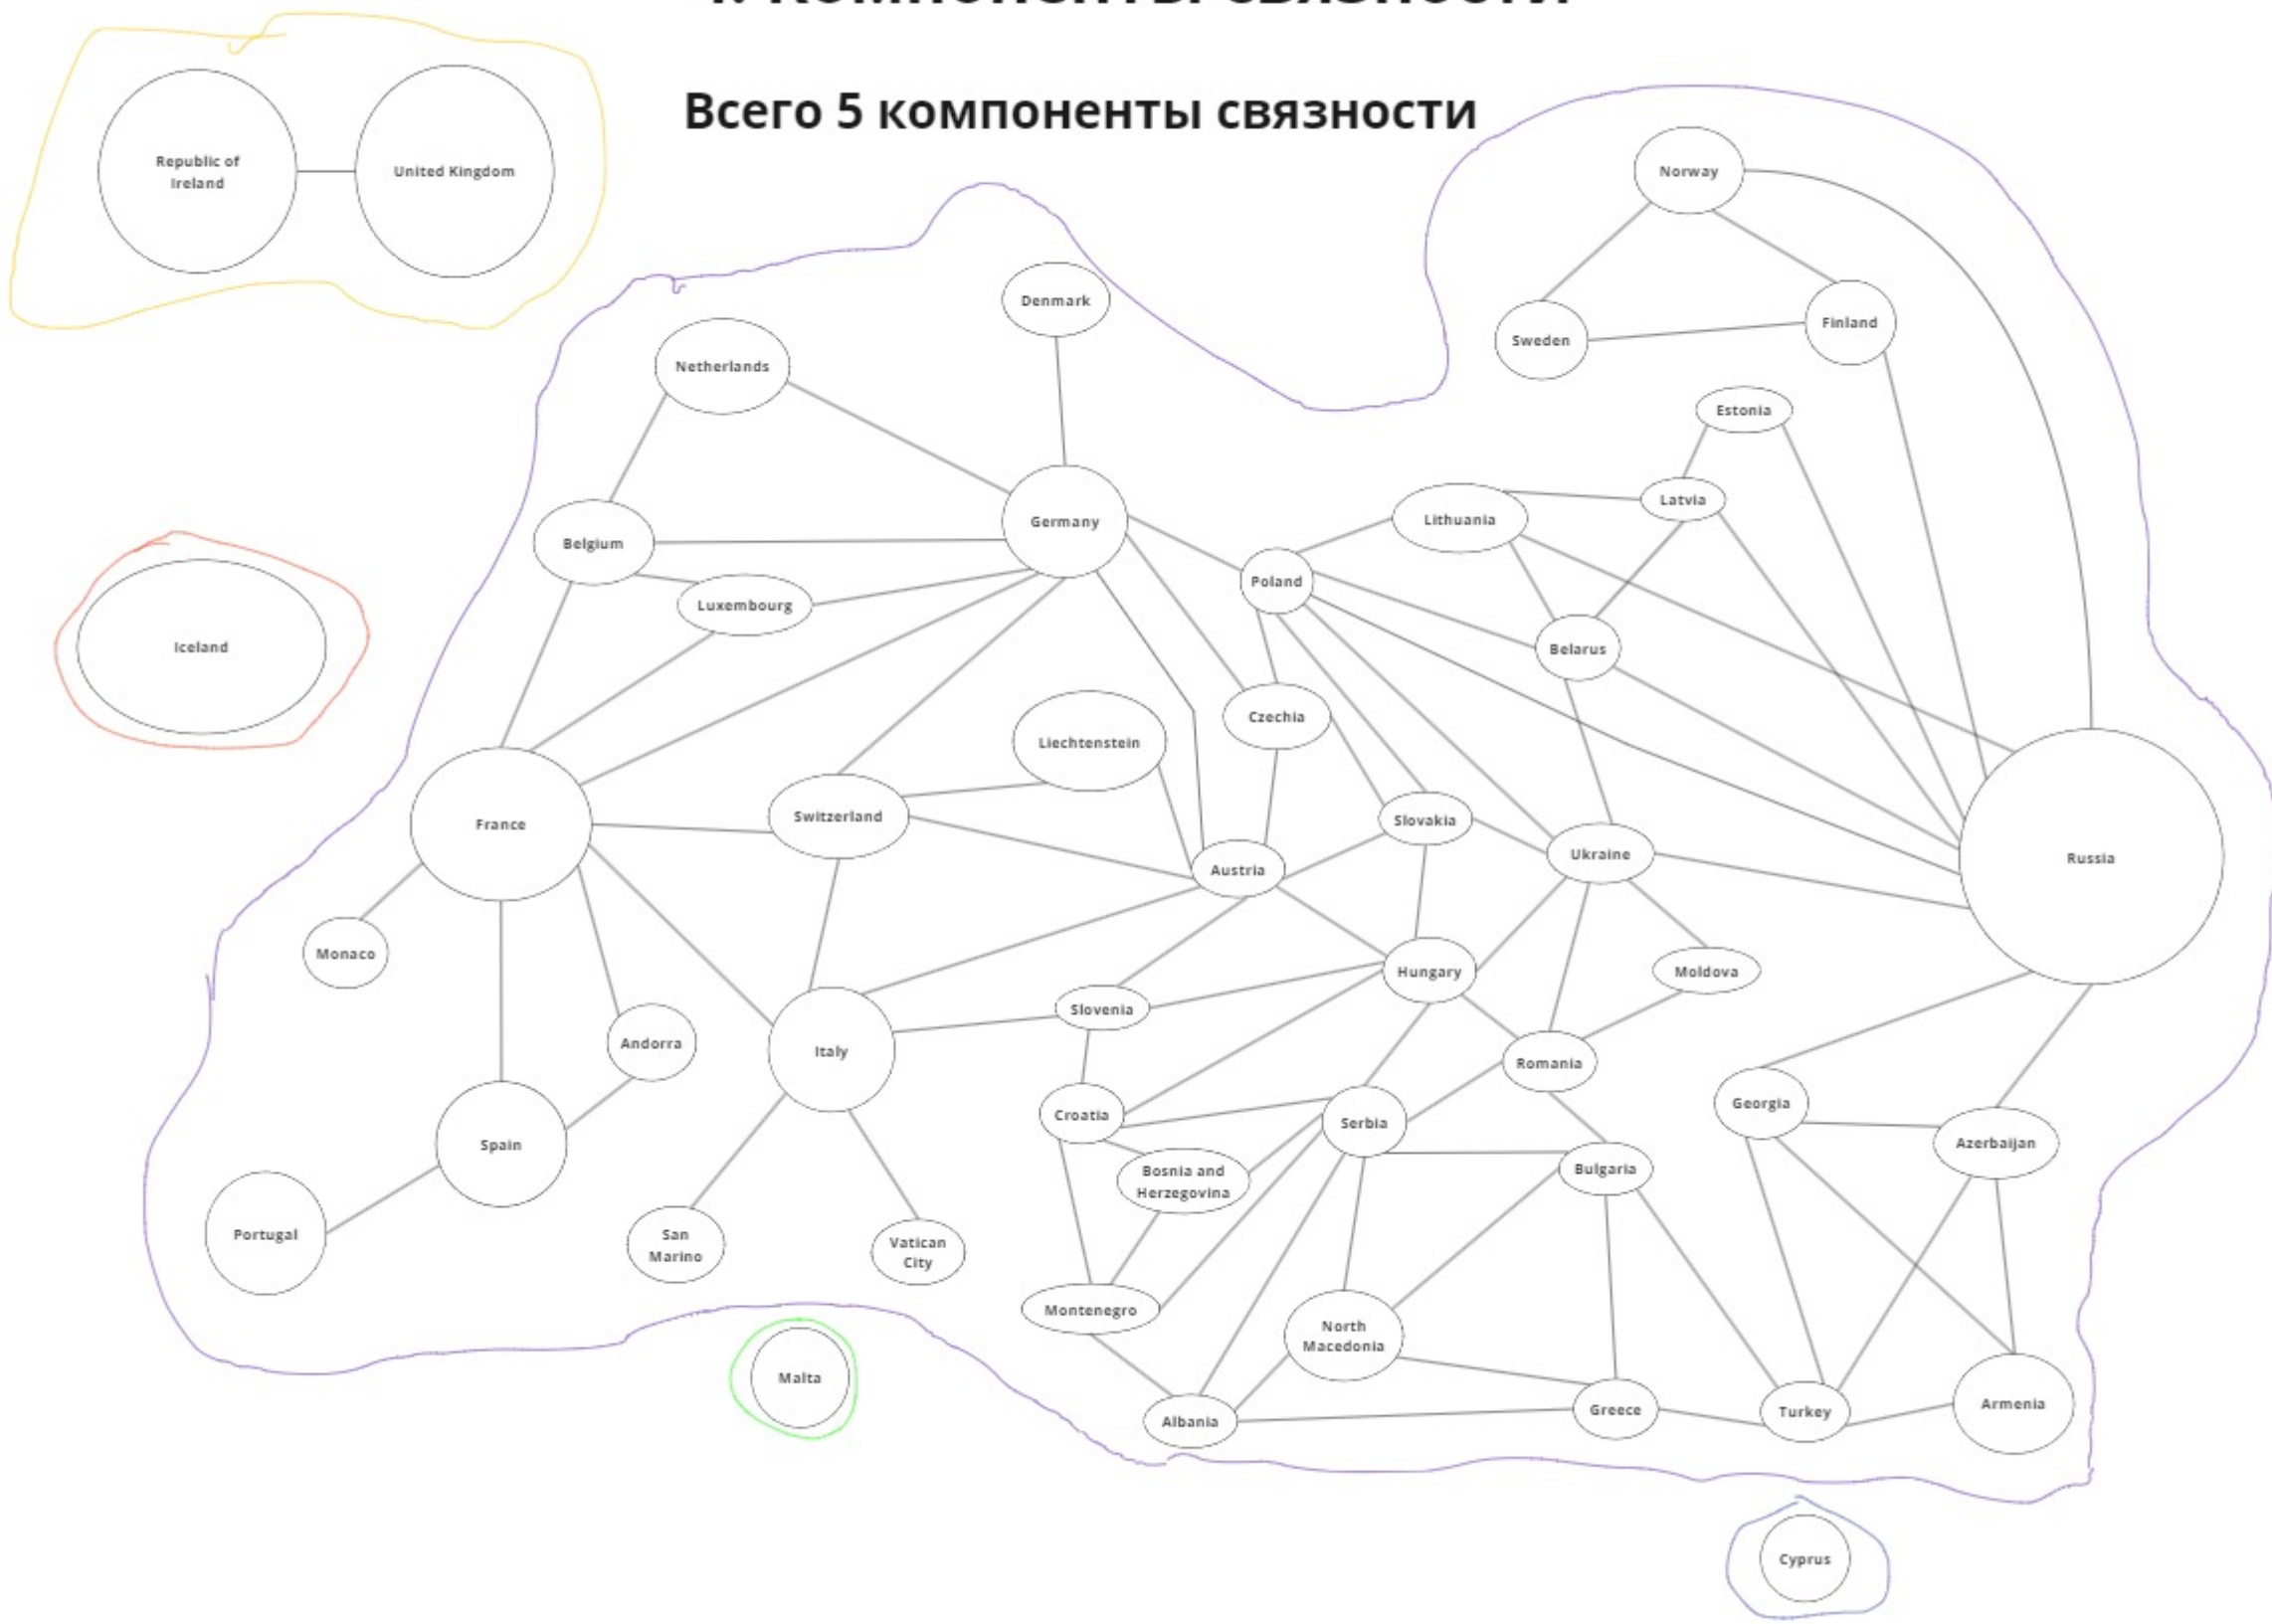 4. Компоненты связности
Всего 5 компоненты связности
Republic of
Ireland
United Kingdom
Norway
Denmark
Finland
Sweden
Netherlands
Estonia
Latvia
Lithuania
Germany
Belgium
Poland
Luxembourg
Iceland
Belarus
Czechia
Liechtenstein
France
Switzerland
Slovakia
Ukraine
Russia
Austria
Monaco
Hungary
Moldova
Slovenia
Andorra
Italy
Romania
Georgia
Croatia
Serbia
Azerbaijan
Spain
Bosnia and
Herzegovina
Bulgaria
Portugal
San
Marino
Vatican
City
Montenegro
North
Macedonia
Malta
Albania
Greece
Turkey
Armenia
Cyprus